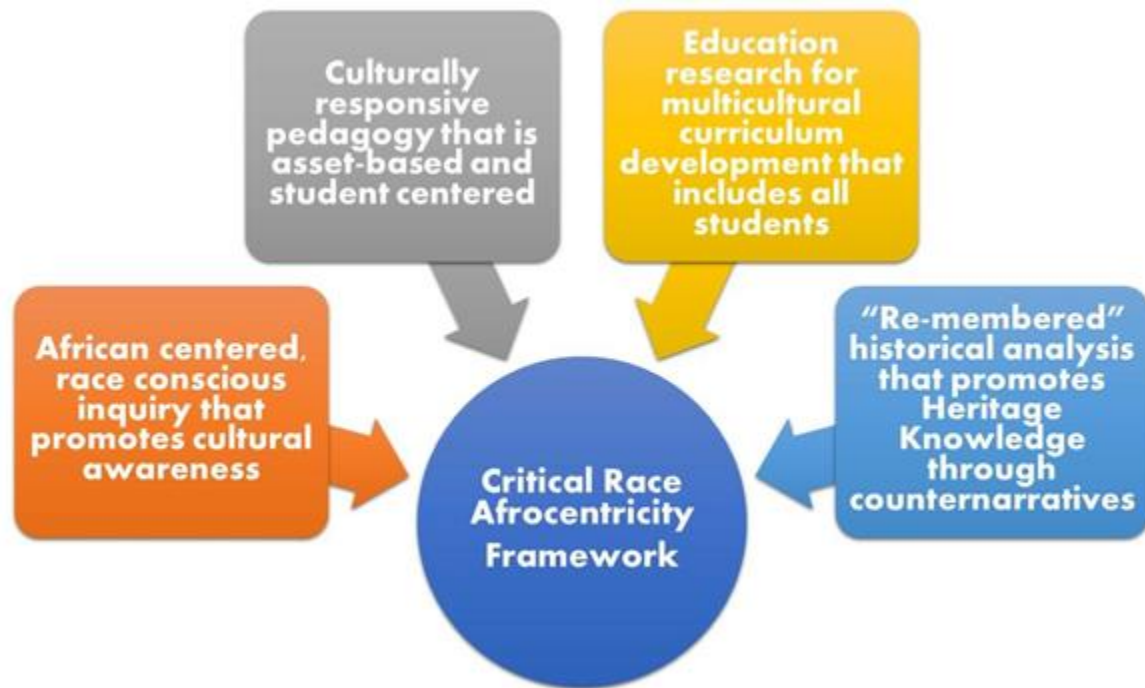 Culturally
responsive
pedagogy that is
asset-based and
student centered
Education
research for
multicultural
curriculum
development that
includes all
students
African centered,
race conscious
inquiry that
promotes cultural
awareness
“Re-membered”
historical analysis
that promotes
Heritage
Knowledge
through
counternarratives
Critical Race
Afrocentricity
Framework